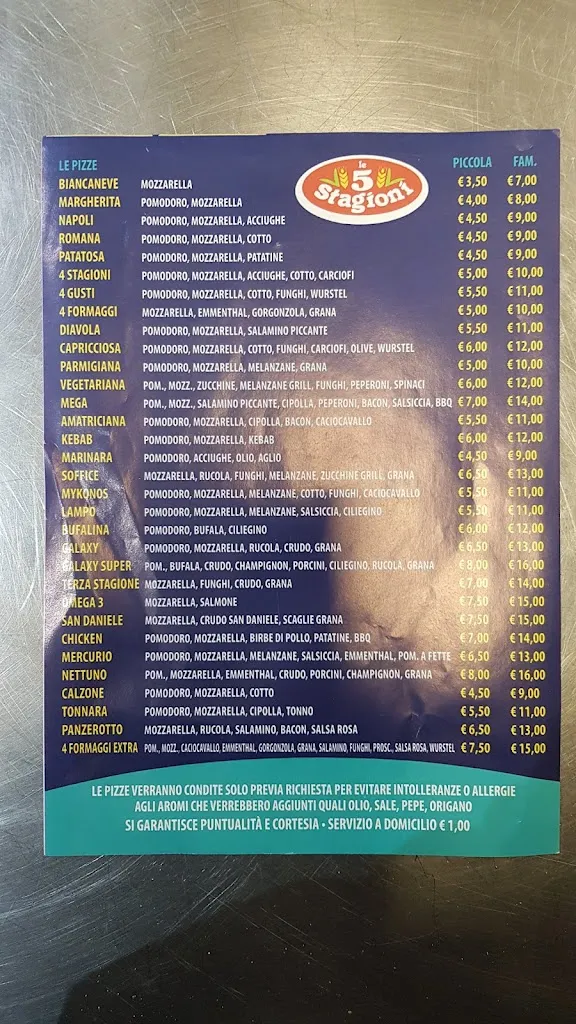 LE PIZZE le 5 stagioni PICCOLA FAM.
BIANCANEVE MOZZARELLA € 3,50 € 7,00
MARGHERITA POMODORO, MOZZARELLA € 4,00 € 8,00
NAPOLI POMODORO, MOZZARELLA, ACCIUGHE € 4,50 € 9,00
ROMANA POMODORO, MOZZARELLA, COTTO € 4,50 € 9,00
PATATOSA POMODORO, MOZZARELLA, PATATINE € 4,50 € 9,00
4 STAGIONI POMODORO, MOZZARELLA, ACCIUGHE, COTTO, CARCIOFI € 5,00 € 10,00
4 GUSTI POMODORO, MOZZARELLA, COTTO, FUNGHI, WURSTEL € 5,50 € 11,00
4 FORMAGGI MOZZARELLA, EMMENTHAL, GORGONZOLA, GRANA € 5,00 € 10,00
DIAVOLA POMODORO, MOZZARELLA, SALAMINO PICCANTE € 5,50 € 11,00
CAPRICCIOSA POMODORO, MOZZARELLA, COTTO, FUNGHI, CARCIOFI, OLIVE, WURSTEL € 6,00 € 12,00
PARMIGIANA POMODORO, MOZZARELLA, MELANZANE, GRANA € 5,00 € 10,00
VEGETARIANA POM., MOZZ., ZUCCHINE, MELANZANE GRILL, FUNGHI, PEPERONI, SPINACI € 6,00 € 12,00
MEGA POM., MOZZ., SALAMINO PICCANTE, CIPOLLA, PEPERONI, BACON, SALSICCIA, BBQ € 7,00 € 14,00
AMATRICIANA POMODORO, MOZZARELLA, CIPOLLA, BACON, CACIOCAVALLO € 5,50 € 11,00
KEBAB POMODORO, MOZZARELLA, KEBAB € 6,00 € 12,00
MARINARA POMODORO, ACCIUGHE, OLIO, AGLIO € 4,50 € 9,00
SOFFICE MOZZARELLA, RUCOLA, FUNGHI, MELANZANE, ZUCCHINE GRILL, GRANA € 6,50 € 13,00
MYKONOS POMODORO, MOZZARELLA, MELANZANE, COTTO, FUNGHI, CACIOCAVALLO € 5,50 € 11,00
LAMPO POMODORO, MOZZARELLA, MELANZANE, SALSICCIA, CILIEGINO € 5,50 € 11,00
BUFALINA POMODORO, BUFALA, CILIEGINO € 6,00 € 12,00
GALAXY POMODORO, MOZZARELLA, RUCOLA, CRUDO, GRANA € 6,50 € 13,00
GALAXY SUPER POM., BUFALA, CRUDO, CHAMPIGNON, PORCINI, CILIEGINO, RUCOLA, GRANA € 8,00 € 16,00
TERZA STAGIONE MOZZARELLA, FUNGHI, CRUDO, GRANA € 7,00 € 14,00
OMEGA 3 MOZZARELLA, SALMONE € 7,50 € 15,00
SAN DANIELE MOZZARELLA, CRUDO SAN DANIELE, SCAGLIE GRANA € 7,50 € 15,00
CHICKEN POMODORO, MOZZARELLA, BIRBE DI POLLO, PATATINE, BBQ € 7,00 € 14,00
MERCURIO POMODORO, MOZZARELLA, MELANZANE, SALSICCIA, EMMENTHAL, POM. A FETTE € 6,50 € 13,00
NETTUNO POM., MOZZARELLA, EMMENTHAL, CRUDO, PORCINI, CHAMPIGNON, GRANA € 8,00 € 16,00
CALZONE POMODORO, MOZZARELLA, COTTO € 4,50 € 9,00
TONNARA POMODORO, MOZZARELLA, CIPOLLA, TONNO € 5,50 € 11,00
PANZEROTTO MOZZARELLA, RUCOLA, SALAMINO, BACON, SALSA ROSA € 6,50 € 13,00
4 FORMAGGI EXTRA POM., MOZZ., CACIOCAVALLO, EMMENTHAL, GORGONZOLA, GRANA, SALAMINO, FUNGHI, PROSC., SALSA ROSA, WURSTEL € 7,50 € 15,00
LE PIZZE VERRANNO CONDITE SOLO PREVIA RICHIESTA PER EVITARE INTOLLERANZE O ALLERGIE
AGLI AROMI CHE VERREBBERO AGGIUNTI QUALI OLIO, SALE, PEPE, ORIGANO
SI GARANTISCE PUNTUALITÀ E CORTESIA • SERVIZIO A DOMICILIO € 1,00